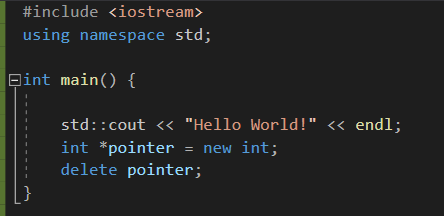 #include <iostream>
using namespace std;
int main() {
std::cout << "Hello World!" << endl;
int *pointer = new int;
delete pointer;
}